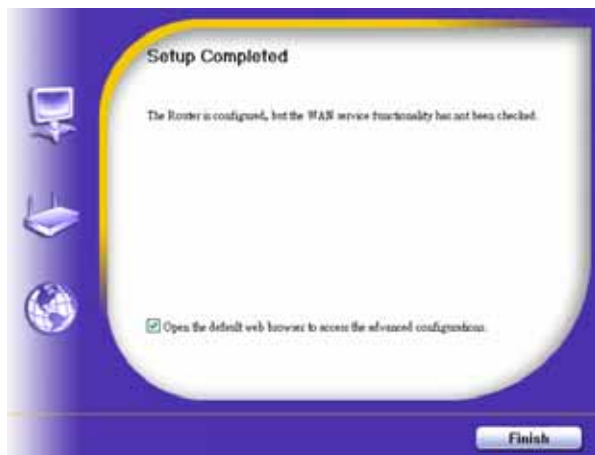 Setup Completed
The Router is configured, but the WAN service functionality has not been checked.
Open the default web browser to access the advanced configurations.
Finish